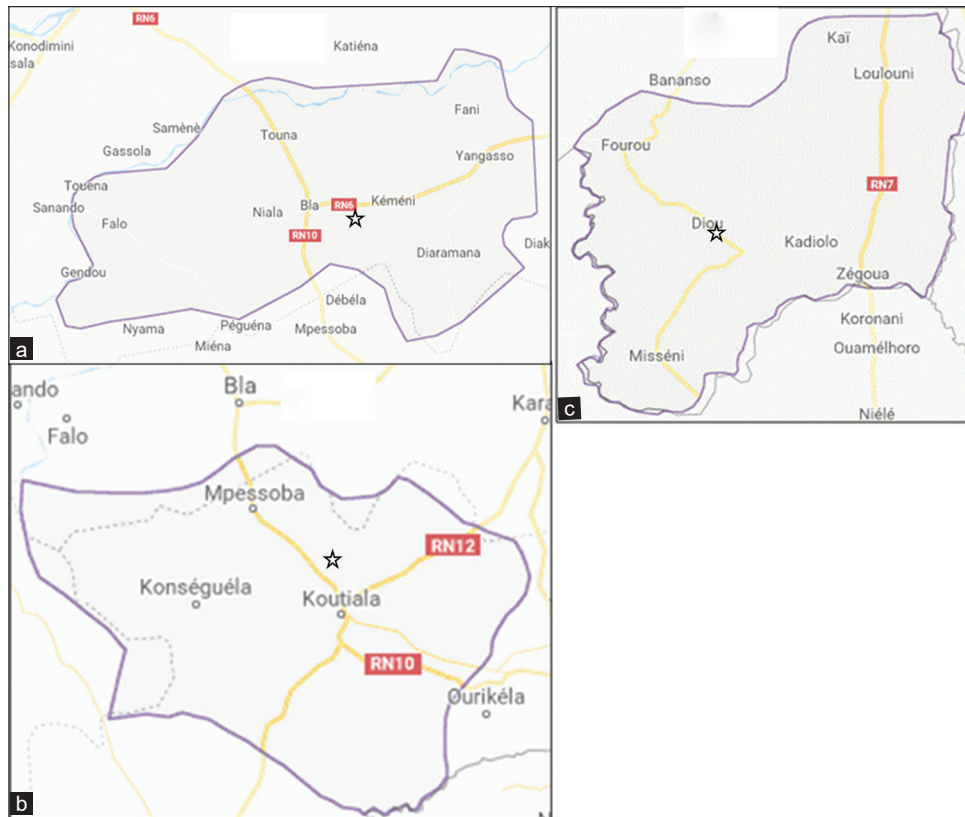 RN6
Konodimini
sala
Katiéna
Fani
Samènè
Touna
Gassola
Yangasso
Touena
Sanando
Niala
Bla
RN6
Kéméni
Falo
RN10
Diaramana
Diak
Gendou
Débéla
Nyama
Péguéna
Mpessoba
Miéna
a
Kaï
Bananso
Loulouni
Fourou
RN7
Diou
Kadiolo
Zégoua
Koronani
Misséni
Ouamélhoro
Niélé
c
ando
Bla
Kara
Falo
Mpessoba
RN12
Konséguéla
Koutiala
RN10
Ourikéla
b